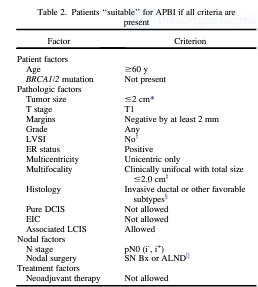 Table 2. Patients "suitable" for APBI if all criteria are
present
Factor Criterion
Patient factors
Age ≥60 y
BRCA1/2 mutation Not present
Pathologic factors
Tumor size ≤2 cm*
T stage T1
Margins Negative by at least 2 mm
Grade Any
LVSI No†
ER status Positive
Multicentricity Unicentric only
Multifocality Clinically unifocal with total size
≤2.0 cm‡
Histology Invasive ductal or other favorable
subtypes§
Pure DCIS Not allowed
EIC Not allowed
Associated LCIS Allowed
Nodal factors
N stage pN0 (i⁻, i⁺)
Nodal surgery SN Bx or ALND‖
Treatment factors
Neoadjuvant therapy Not allowed